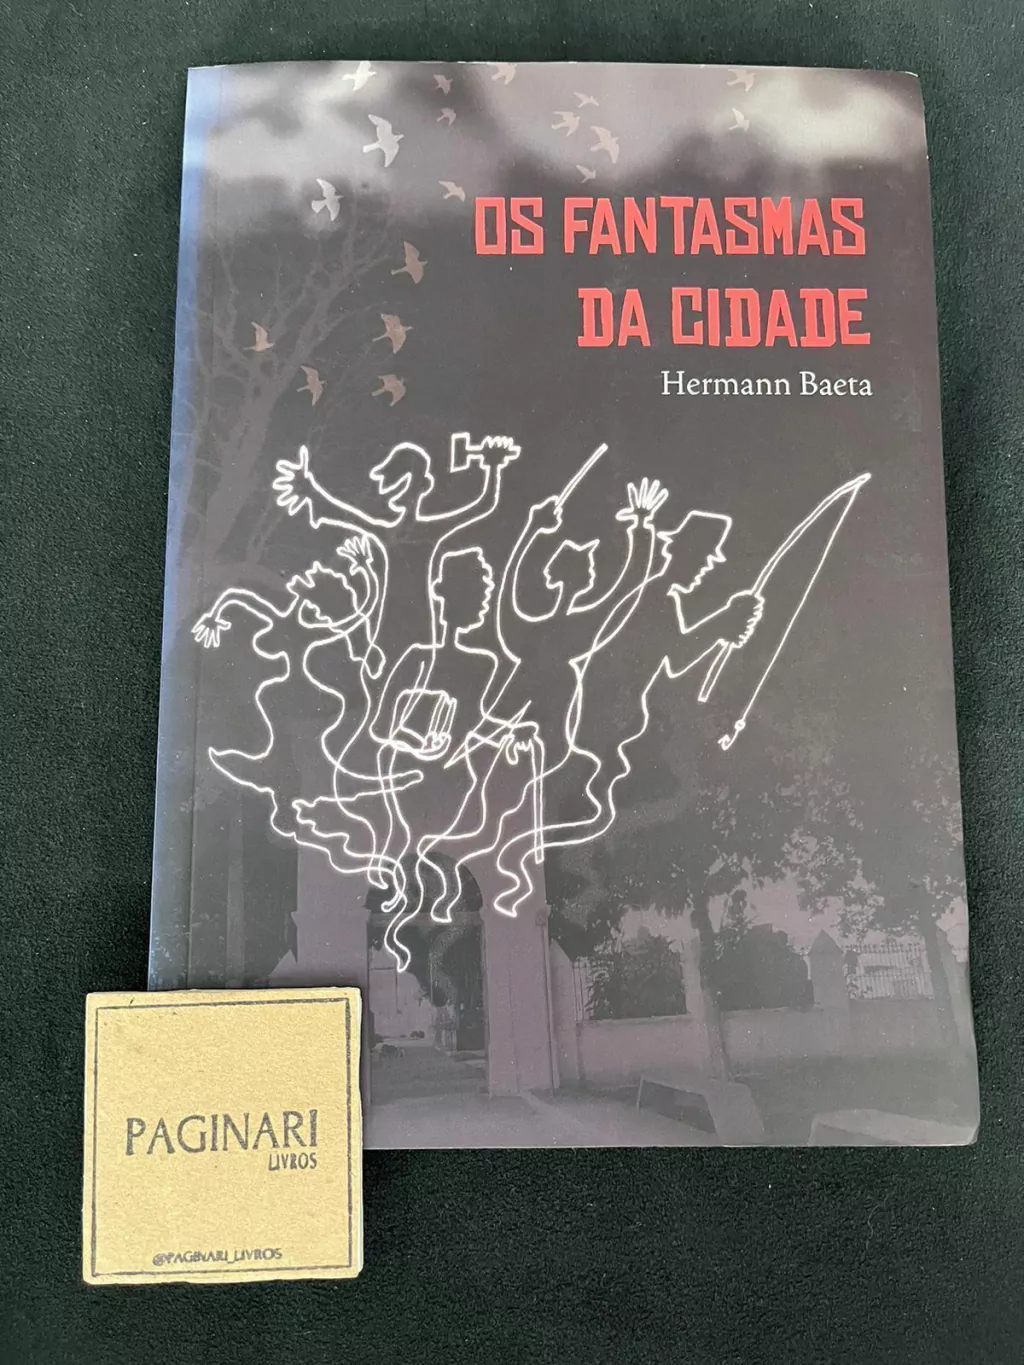 OS FANTASMAS
DA CIDADE
Hermann Baeta
PAGINARI
LIVROS
@PAGINARI_LIVROS